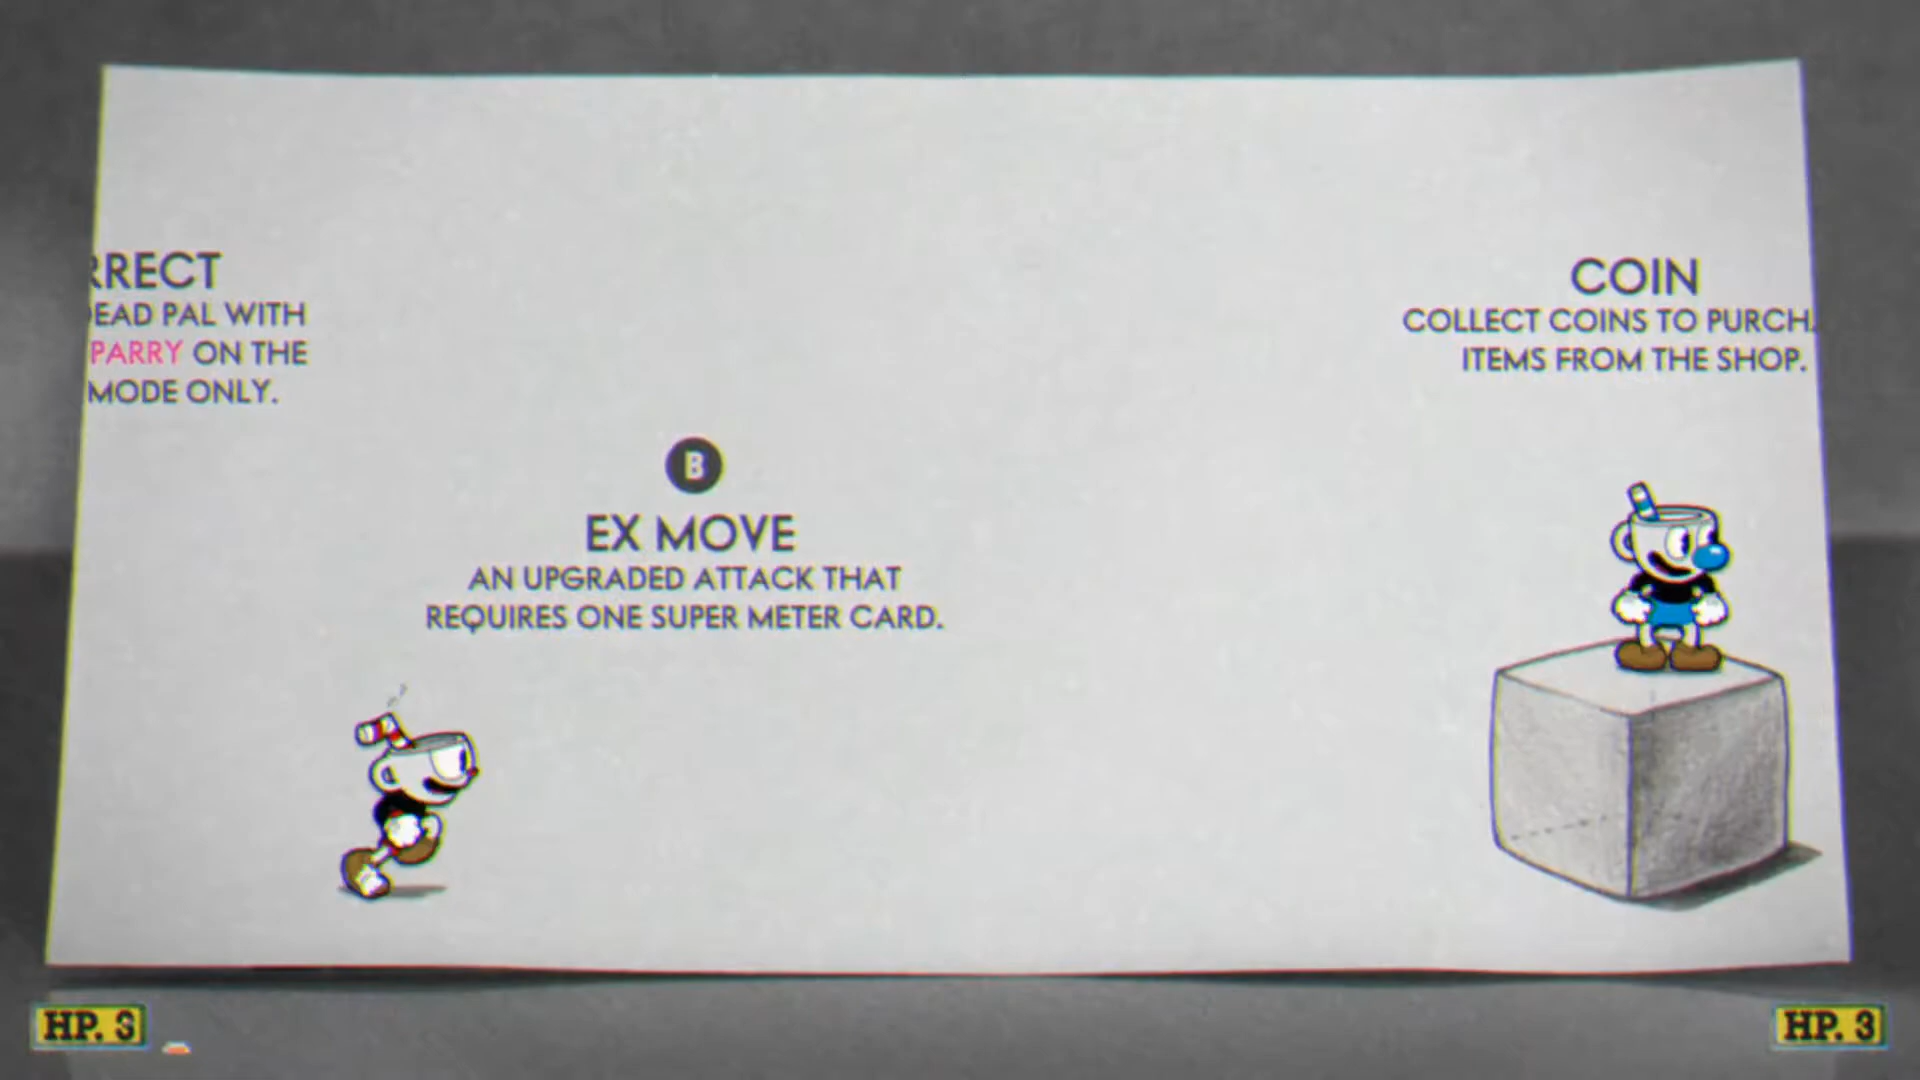 RRECT
DEAD PAL WITH
PARRY ON THE
MODE ONLY.
B
EX MOVE
AN UPGRADED ATTACK THAT
REQUIRES ONE SUPER METER CARD.
COIN
COLLECT COINS TO PURCH
ITEMS FROM THE SHOP.
HP. 3
HP. 3